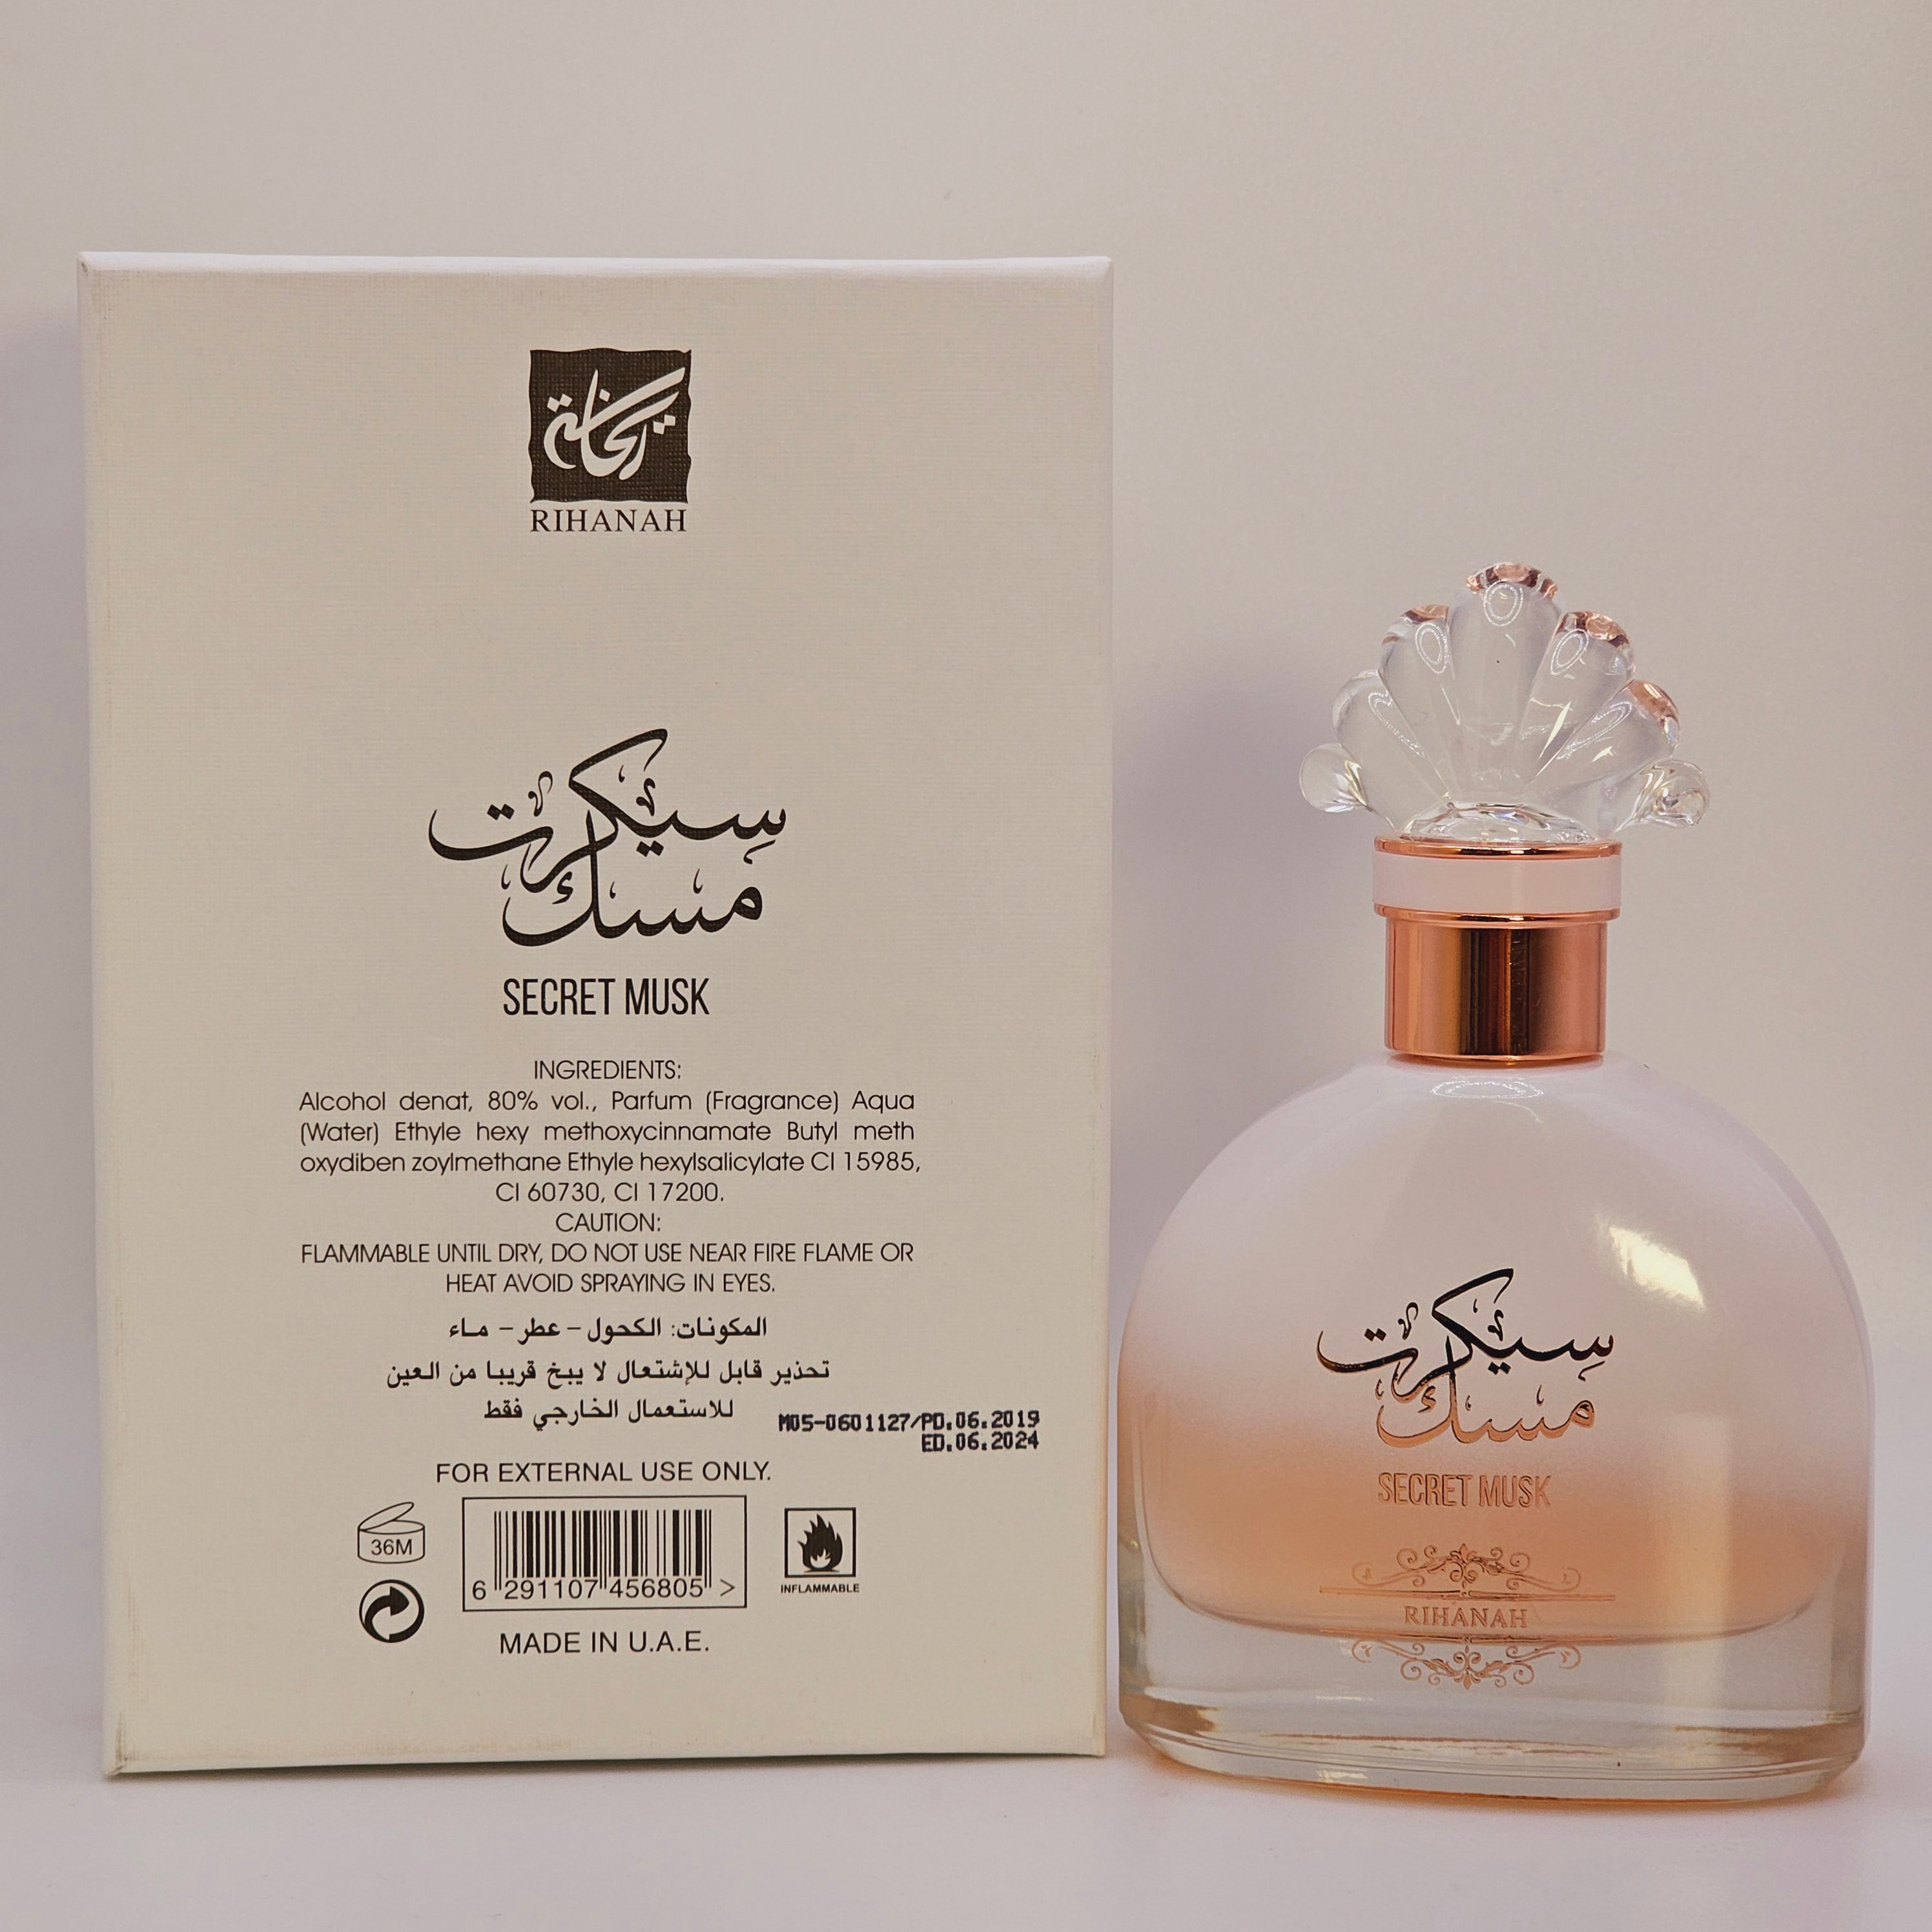 ريحانة
RIHANAH
سيكرت
مسك
SECRET MUSK
INGREDIENTS:
Alcohol denat, 80% vol., Parfum (Fragrance) Aqua
(Water) Ethyle hexy methoxycinnamate Butyl meth
oxydiben zoylmethane Ethyle hexylsalicylate CI 15985,
CI 60730, CI 17200.
CAUTION:
FLAMMABLE UNTIL DRY, DO NOT USE NEAR FIRE FLAME OR
HEAT AVOID SPRAYING IN EYES.
المكونات: الكحول – عطر – ماء
تحذير قابل للإشتعال لا يبخ قريبا من العين
للاستعمال الخارجي فقط
M05-0601127/PD.06.2019
ED.06.2024
FOR EXTERNAL USE ONLY.
36M
6 291107 456805 >
INFLAMMABLE
MADE IN U.A.E.
سيكرت
مسك
SECRET MUSK
RIHANAH